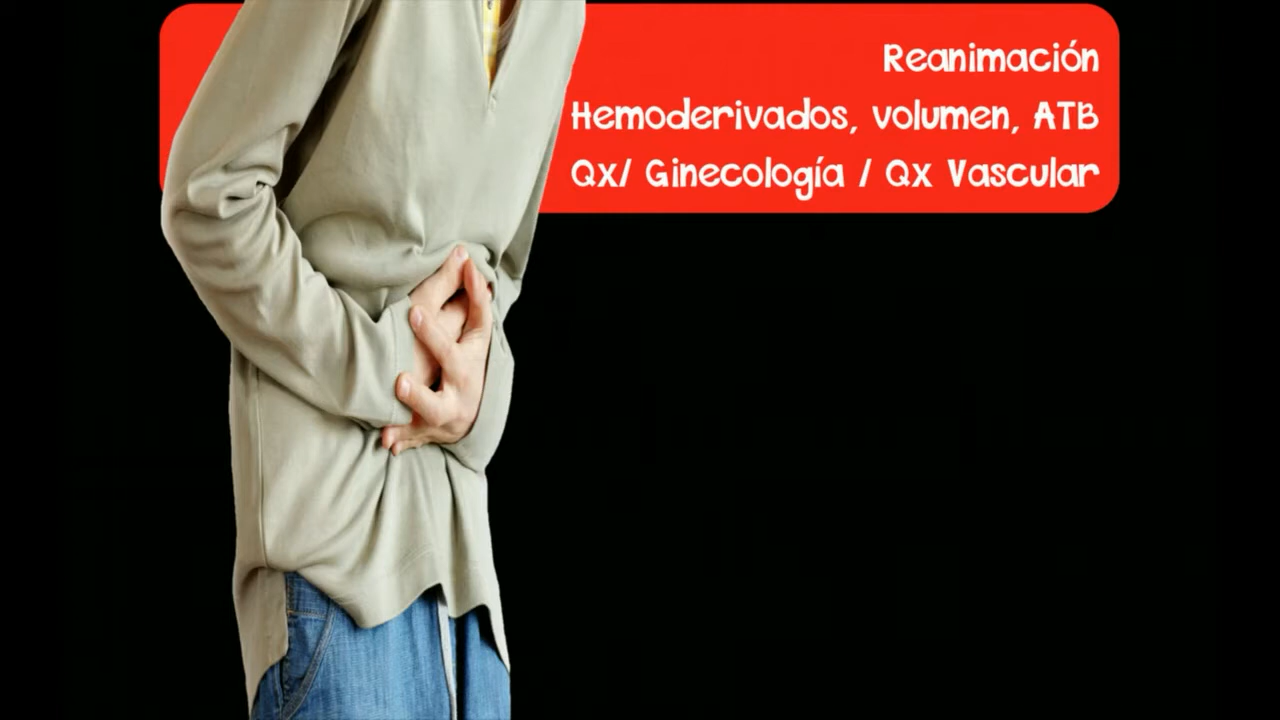 Reanimación
Hemoderivados, volumen, ATB
Qx/ Ginecología / Qx Vascular